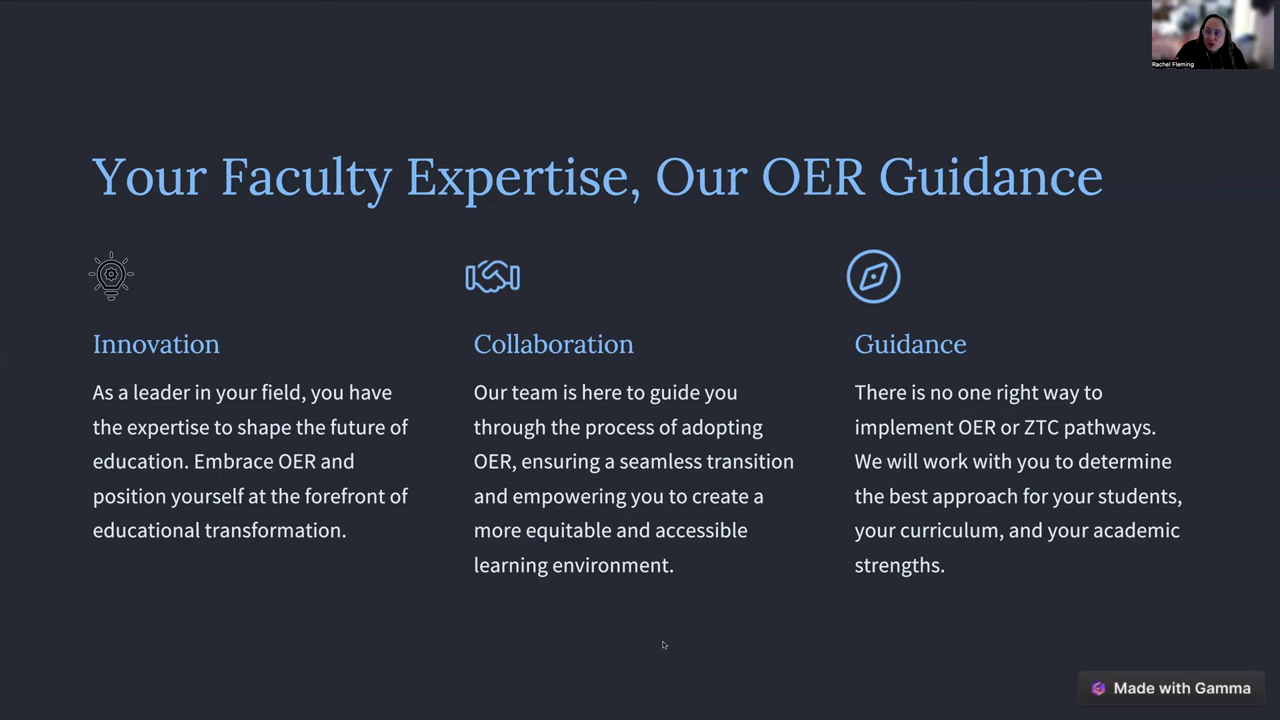 Rachel Fleming
Your Faculty Expertise, Our OER Guidance
Innovation
As a leader in your field, you have
the expertise to shape the future of
education. Embrace OER and
position yourself at the forefront of
educational transformation.
Collaboration
Our team is here to guide you
through the process of adopting
OER, ensuring a seamless transition
and empowering you to create a
more equitable and accessible
learning environment.
Guidance
There is no one right way to
implement OER or ZTC pathways.
We will work with you to determine
the best approach for your students,
your curriculum, and your academic
strengths.
Made with Gamma